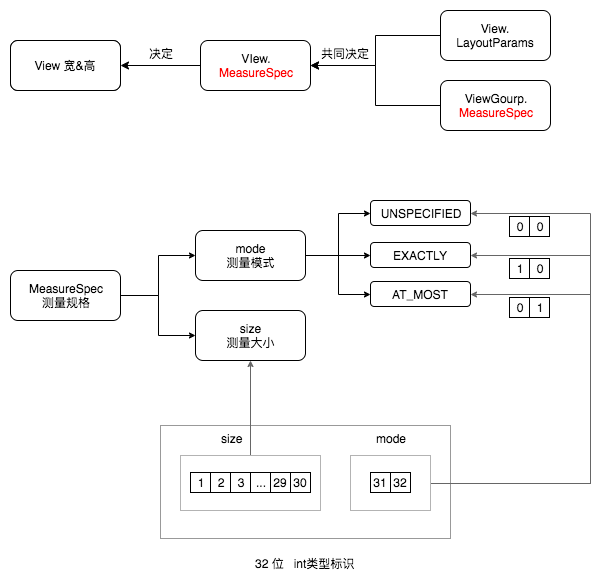 View 宽&高
决定
VIew.
MeasureSpec
共同决定
View.
LayoutParams
ViewGourp.
MeasureSpec
MeasureSpec
测量规格
mode
测量模式
size
测量大小
UNSPECIFIED
0 0
EXACTLY
1 0
AT_MOST
0 1
size
mode
1 2 3 ... 29 30
31 32
32 位 int类型标识